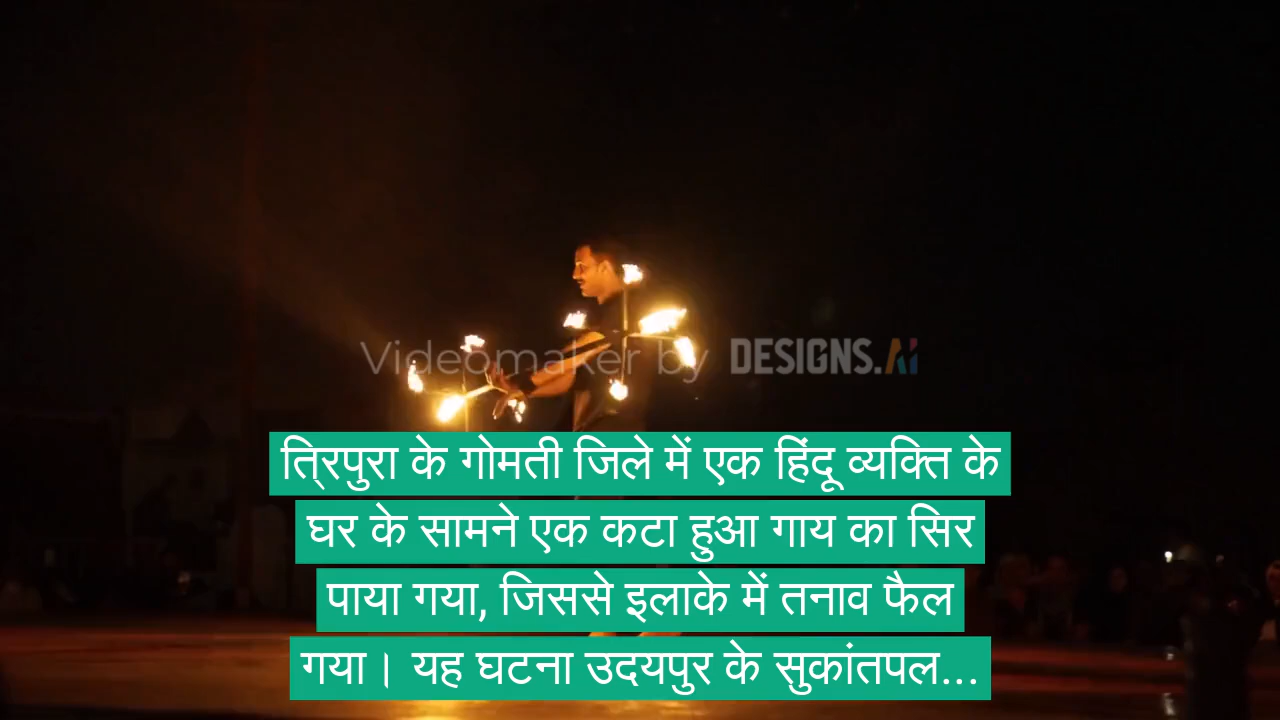 Videomaker by DESIGNS.AI
त्रिपुरा के गोमती जिले में एक हिंदू व्यक्ति के
घर के सामने एक कटा हुआ गाय का सिर
पाया गया, जिससे इलाके में तनाव फैल
गया। यह घटना उदयपुर के सुकांतपल...